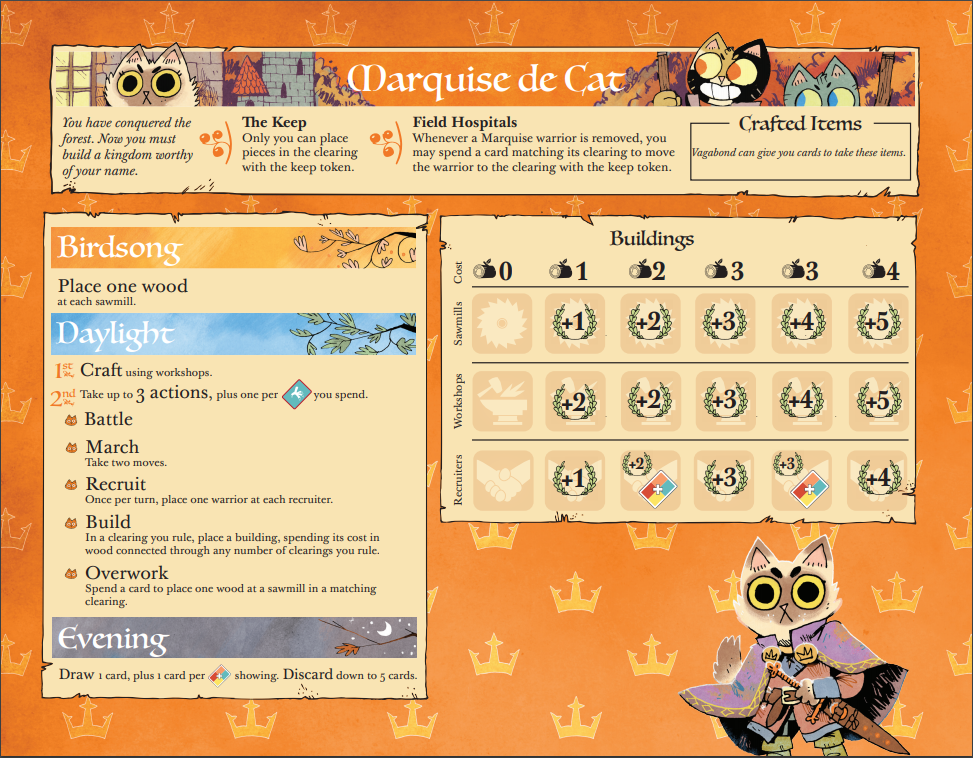 Marquise de Cat
You have conquered the
forest. Now you must
build a kingdom worthy
of your name.
The Keep
Only you can place
pieces in the clearing
with the keep token.
Field Hospitals
Whenever a Marquise warrior is removed, you
may spend a card matching its clearing to move
the warrior to the clearing with the keep token.
Crafted Items
Vagabond can give you cards to take these items.
Birdsong
Place one wood
at each sawmill.
Daylight
1st Craft using workshops.
2nd Take up to 3 actions, plus one per you spend.
Battle
March
Take two moves.
Recruit
Once per turn, place one warrior at each recruiter.
Build
In a clearing you rule, place a building, spending its cost in
wood connected through any number of clearings you rule.
Overwork
Spend a card to place one wood at a sawmill in a matching
clearing.
Evening
Draw 1 card, plus 1 card per showing. Discard down to 5 cards.
Buildings
Cost 0 1 2 3 3 4
Sawmills +1 +2 +3 +4 +5
Workshops +2 +2 +3 +4 +5
Recruiters +1 +2 + +3 +3 + +4